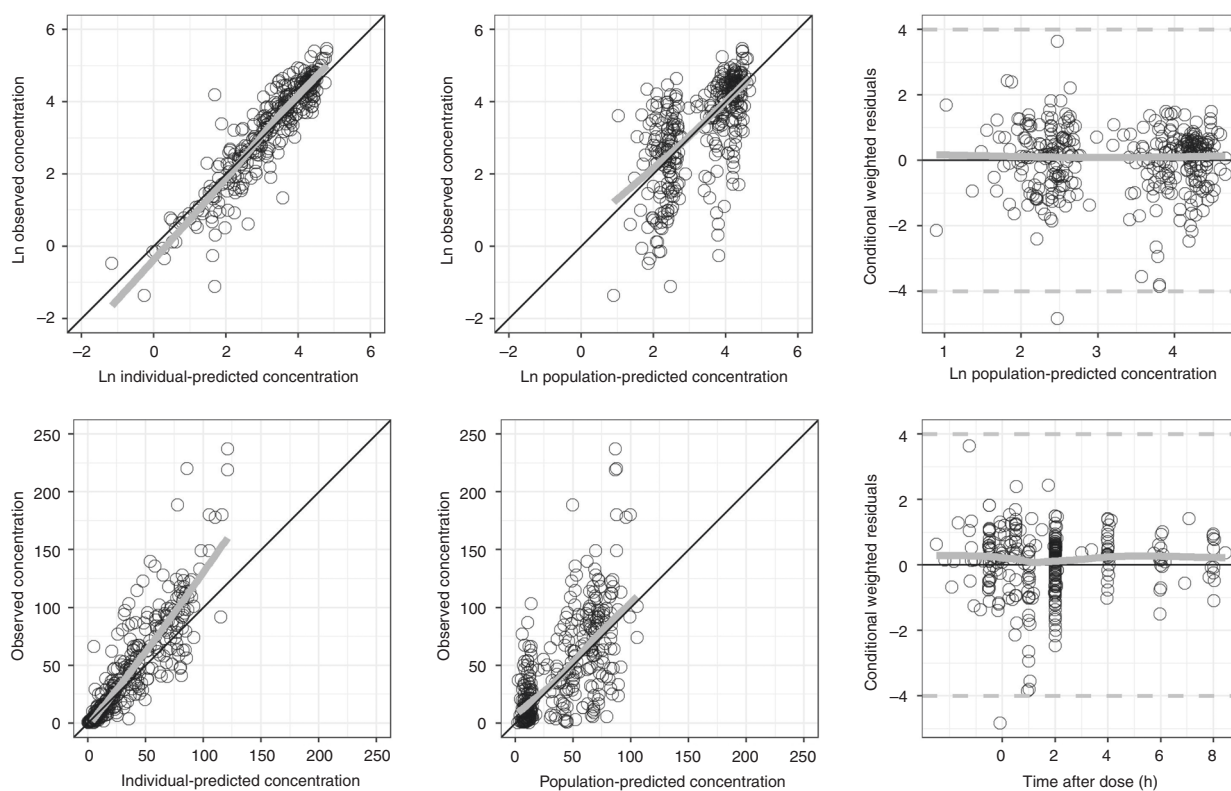 6
4
2
0
–2
Ln observed concentration
–2 0 2 4 6
Ln individual-predicted concentration
6
4
2
0
–2
Ln observed concentration
–2 0 2 4 6
Ln population-predicted concentration
4
2
0
–2
–4
Conditional weighted residuals
1 2 3 4
Ln population-predicted concentration
250
200
150
100
50
0
Observed concentration
0 50 100 150 200 250
Individual-predicted concentration
250
200
150
100
50
0
Observed concentration
0 50 100 150 200 250
Population-predicted concentration
4
2
0
–2
–4
Conditional weighted residuals
0 2 4 6 8
Time after dose (h)